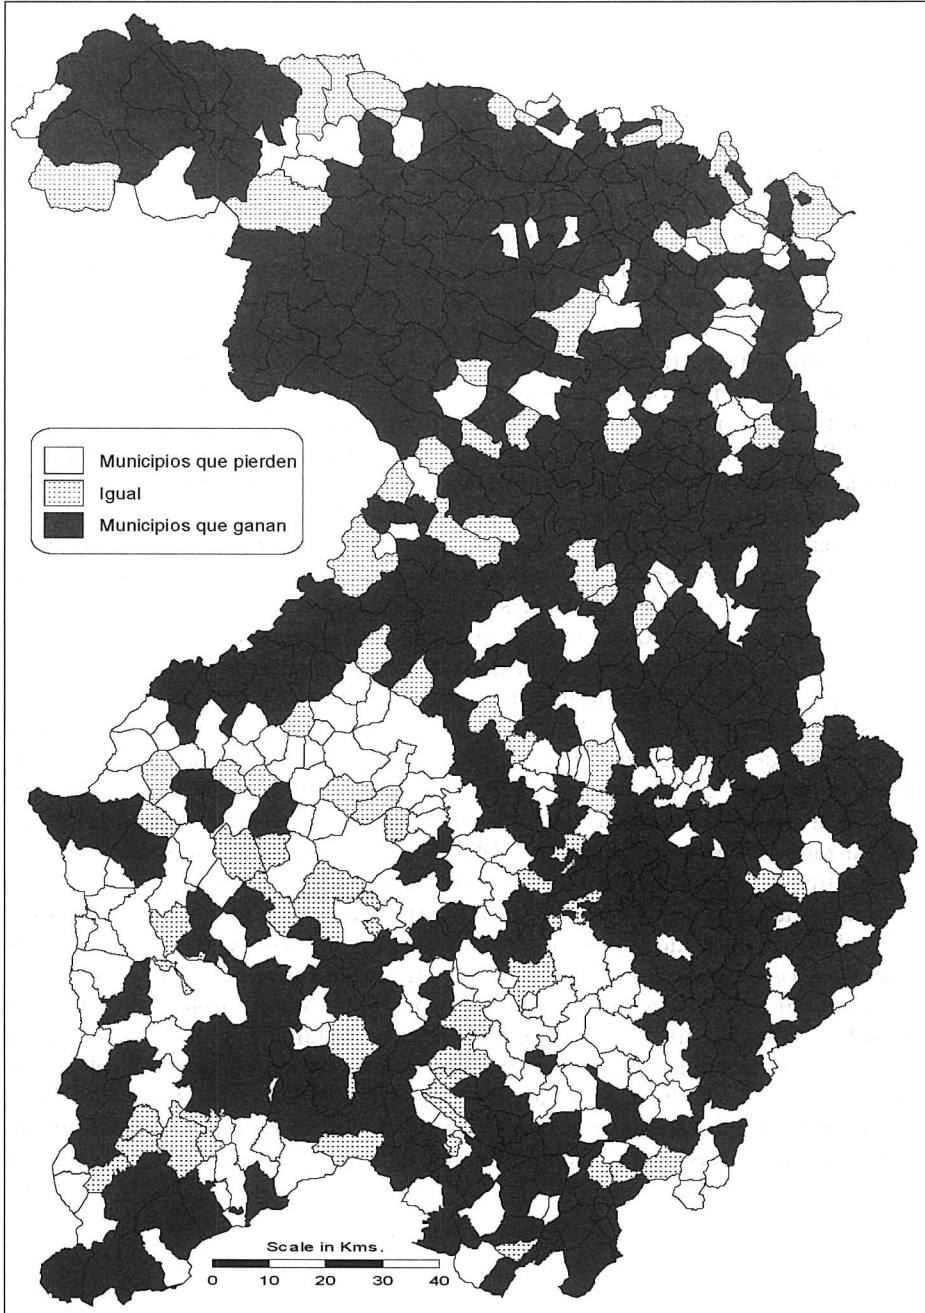 Municipios que pierden
Igual
Municipios que ganan
Scale in Kms.
0 10 20 30 40